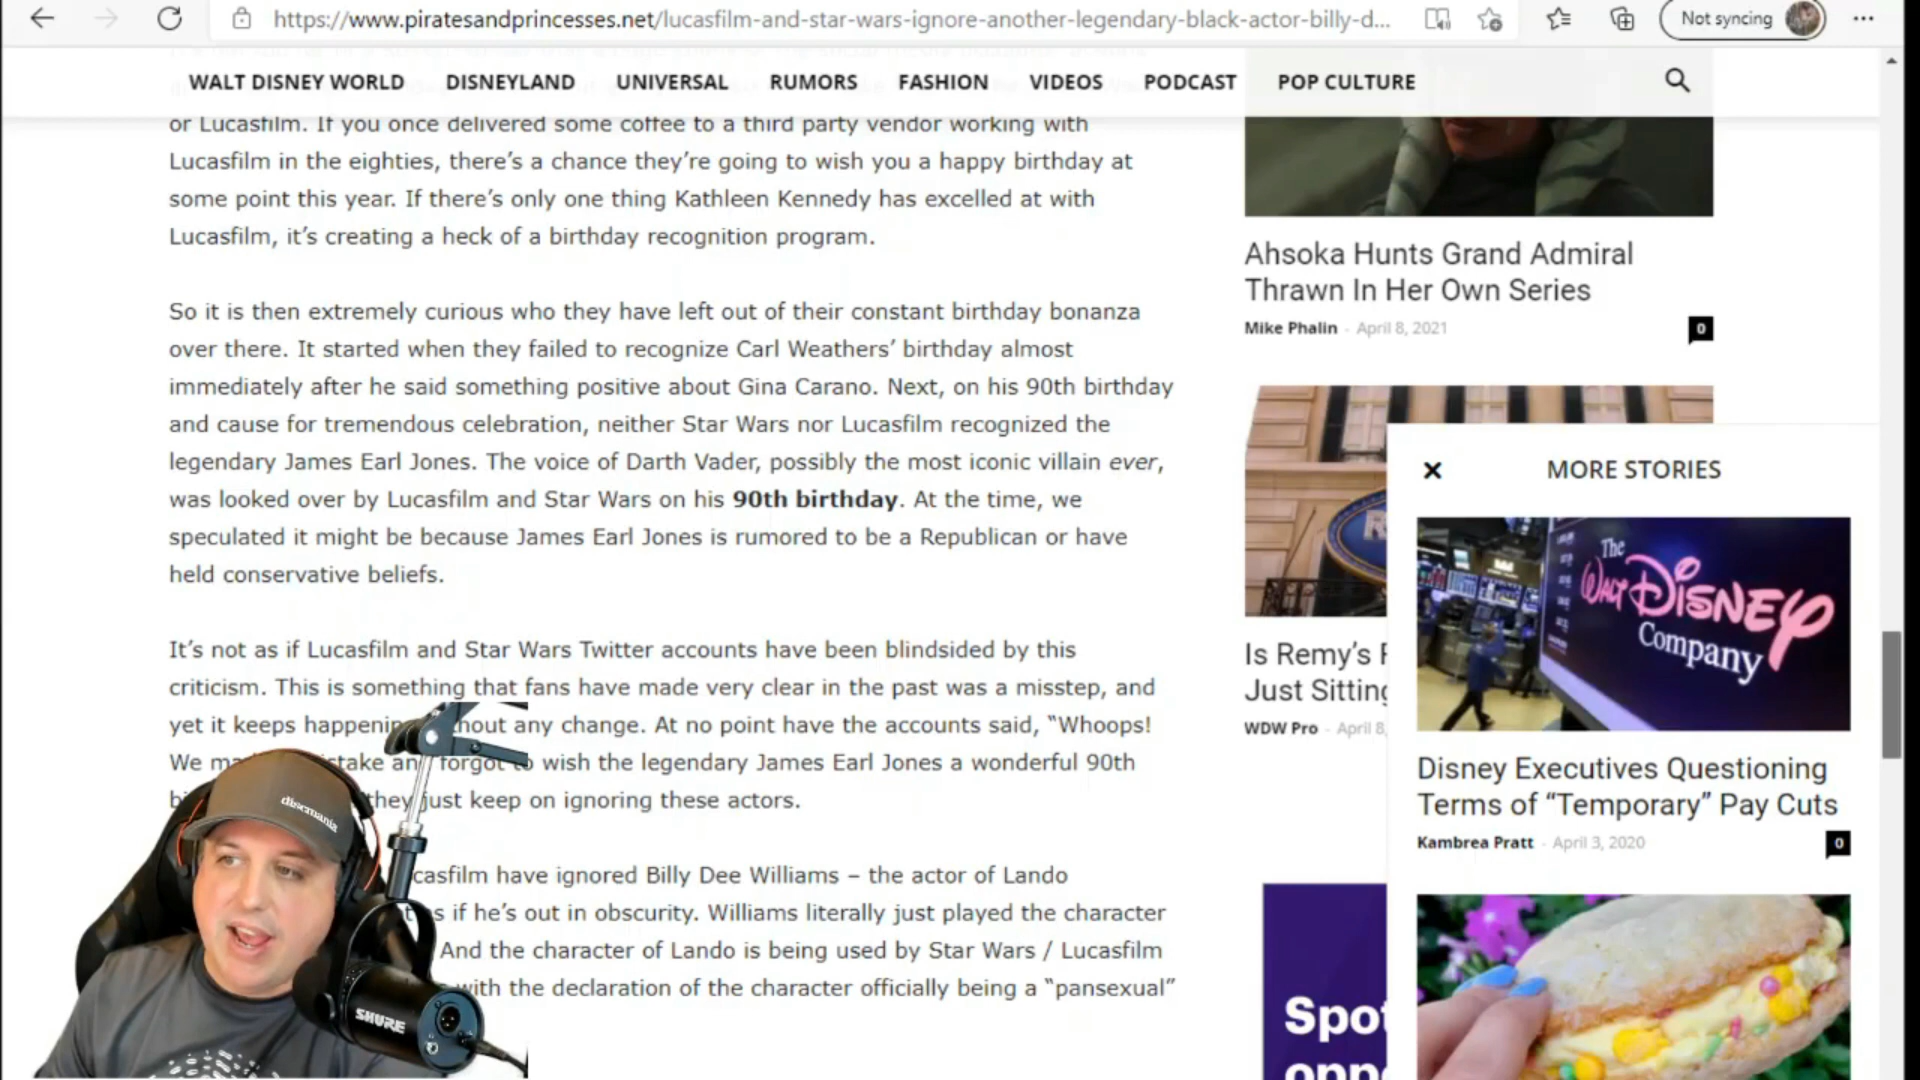 https://www.piratesandprincesses.net/lucasfilm-and-star-wars-ignore-another-legendary-black-actor-billy-d...
Not syncing
WALT DISNEY WORLD DISNEYLAND UNIVERSAL RUMORS FASHION VIDEOS PODCAST POP CULTURE
or Lucasfilm. If you once delivered some coffee to a third party vendor working with
Lucasfilm in the eighties, there's a chance they're going to wish you a happy birthday at
some point this year. If there's only one thing Kathleen Kennedy has excelled at with
Lucasfilm, it's creating a heck of a birthday recognition program.
So it is then extremely curious who they have left out of their constant birthday bonanza
over there. It started when they failed to recognize Carl Weathers' birthday almost
immediately after he said something positive about Gina Carano. Next, on his 90th birthday
and cause for tremendous celebration, neither Star Wars nor Lucasfilm recognized the
legendary James Earl Jones. The voice of Darth Vader, possibly the most iconic villain ever,
was looked over by Lucasfilm and Star Wars on his 90th birthday. At the time, we
speculated it might be because James Earl Jones is rumored to be a Republican or have
held conservative beliefs.
It's not as if Lucasfilm and Star Wars Twitter accounts have been blindsided by this
criticism. This is something that fans have made very clear in the past was a misstep, and
yet it keeps happenin hout any change. At no point have the accounts said, "Whoops!
We ma stake an forgot to wish the legendary James Earl Jones a wonderful 90th
bi they just keep on ignoring these actors.
casfilm have ignored Billy Dee Williams – the actor of Lando
t as if he's out in obscurity. Williams literally just played the character
And the character of Lando is being used by Star Wars / Lucasfilm
with the declaration of the character officially being a "pansexual"
Ahsoka Hunts Grand Admiral
Thrawn In Her Own Series
Mike Phalin - April 8, 2021
0
Is Remy's
Just Sitting
WDW Pro - April 8,
Spot
oppo
MORE STORIES
The
WALT DISNEY
Company
Disney Executives Questioning
Terms of "Temporary" Pay Cuts
Kambrea Pratt - April 3, 2020
0
discmania
SHURE